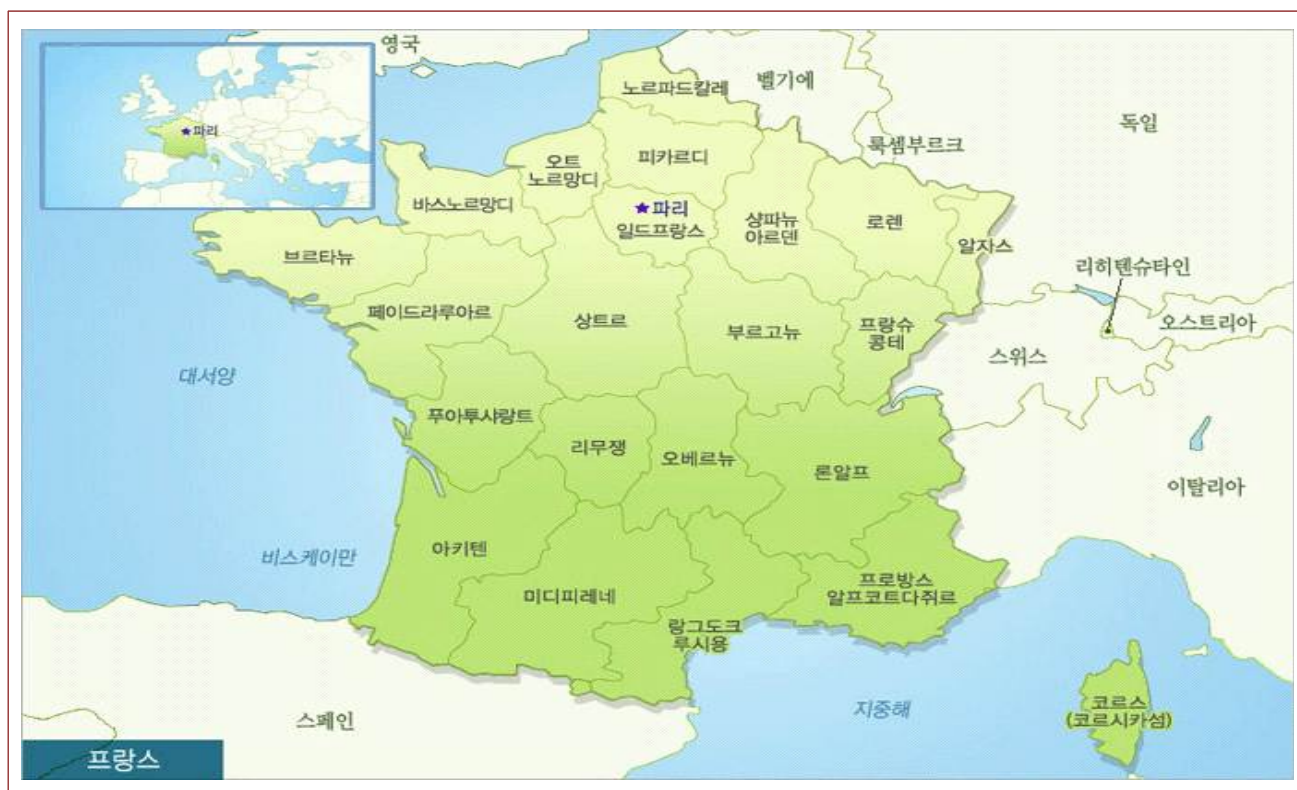 영국
노르파드칼레
벨기에
독일
★파리
룩셈부르크
오트
노르망디
피카르디
바스노르망디
★파리
일드프랑스
샹파뉴
아르덴
로렌
알자스
브르타뉴
리히텐슈타인
페이드라루아르
상트르
부르고뉴
프랑슈
콩테
오스트리아
스위스
대서양
푸아투샤랑트
리무쟁
오베르뉴
론알프
이탈리아
비스케이만
아키텐
미디피레네
프로방스
알프코트다쥐르
랑그도크
루시용
스페인
지중해
코르스
(코르시카섬)
프랑스